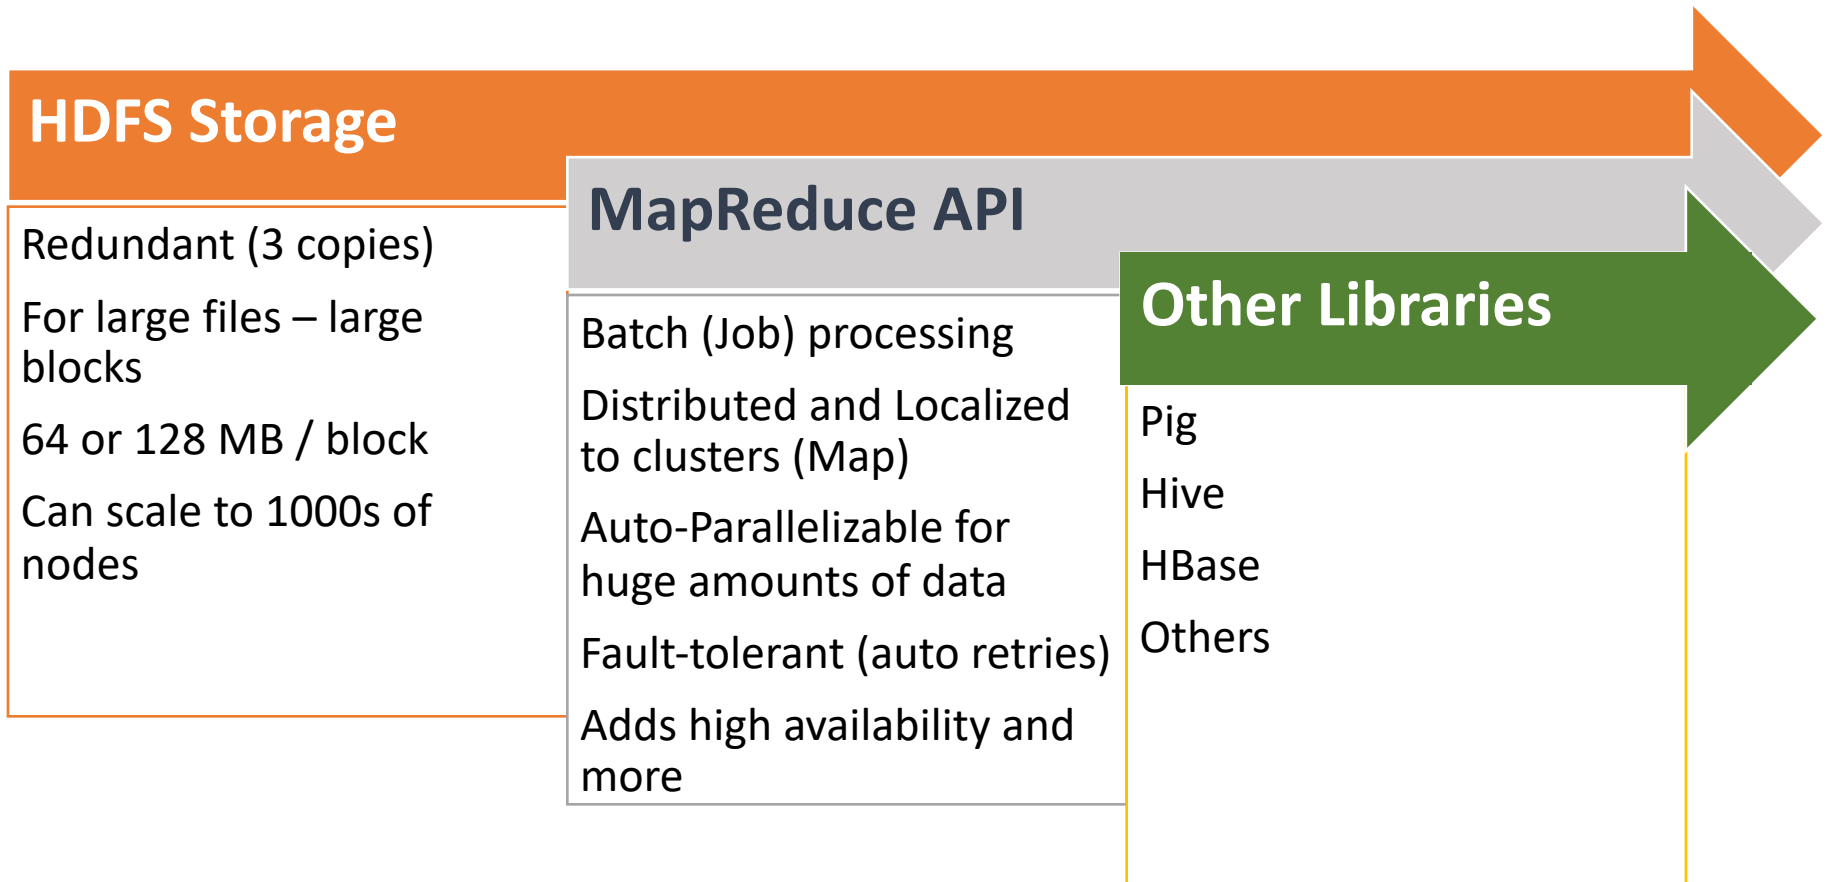 HDFS Storage
Redundant (3 copies)
For large files – large
blocks
64 or 128 MB / block
Can scale to 1000s of
nodes
MapReduce API
Batch (Job) processing
Distributed and Localized
to clusters (Map)
Auto-Parallelizable for
huge amounts of data
Fault-tolerant (auto retries)
Adds high availability and
more
Other Libraries
Pig
Hive
HBase
Others